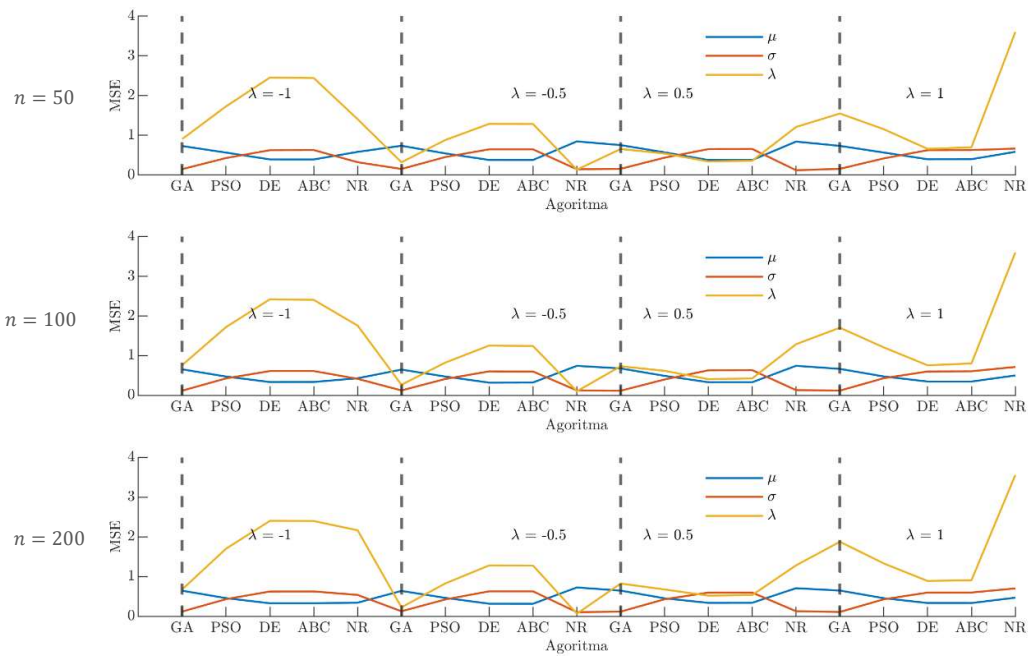 n = 50
MSE
4
3
2
1
0
μ
σ
λ
λ = -1
λ = -0.5
λ = 0.5
λ = 1
GA PSO DE ABC NR GA PSO DE ABC NR GA PSO DE ABC NR GA PSO DE ABC NR
Agoritma
n = 100
MSE
4
3
2
1
0
μ
σ
λ
λ = -1
λ = -0.5
λ = 0.5
λ = 1
GA PSO DE ABC NR GA PSO DE ABC NR GA PSO DE ABC NR GA PSO DE ABC NR
Agoritma
n = 200
MSE
4
3
2
1
0
μ
σ
λ
λ = -1
λ = -0.5
λ = 0.5
λ = 1
GA PSO DE ABC NR GA PSO DE ABC NR GA PSO DE ABC NR GA PSO DE ABC NR
Agoritma